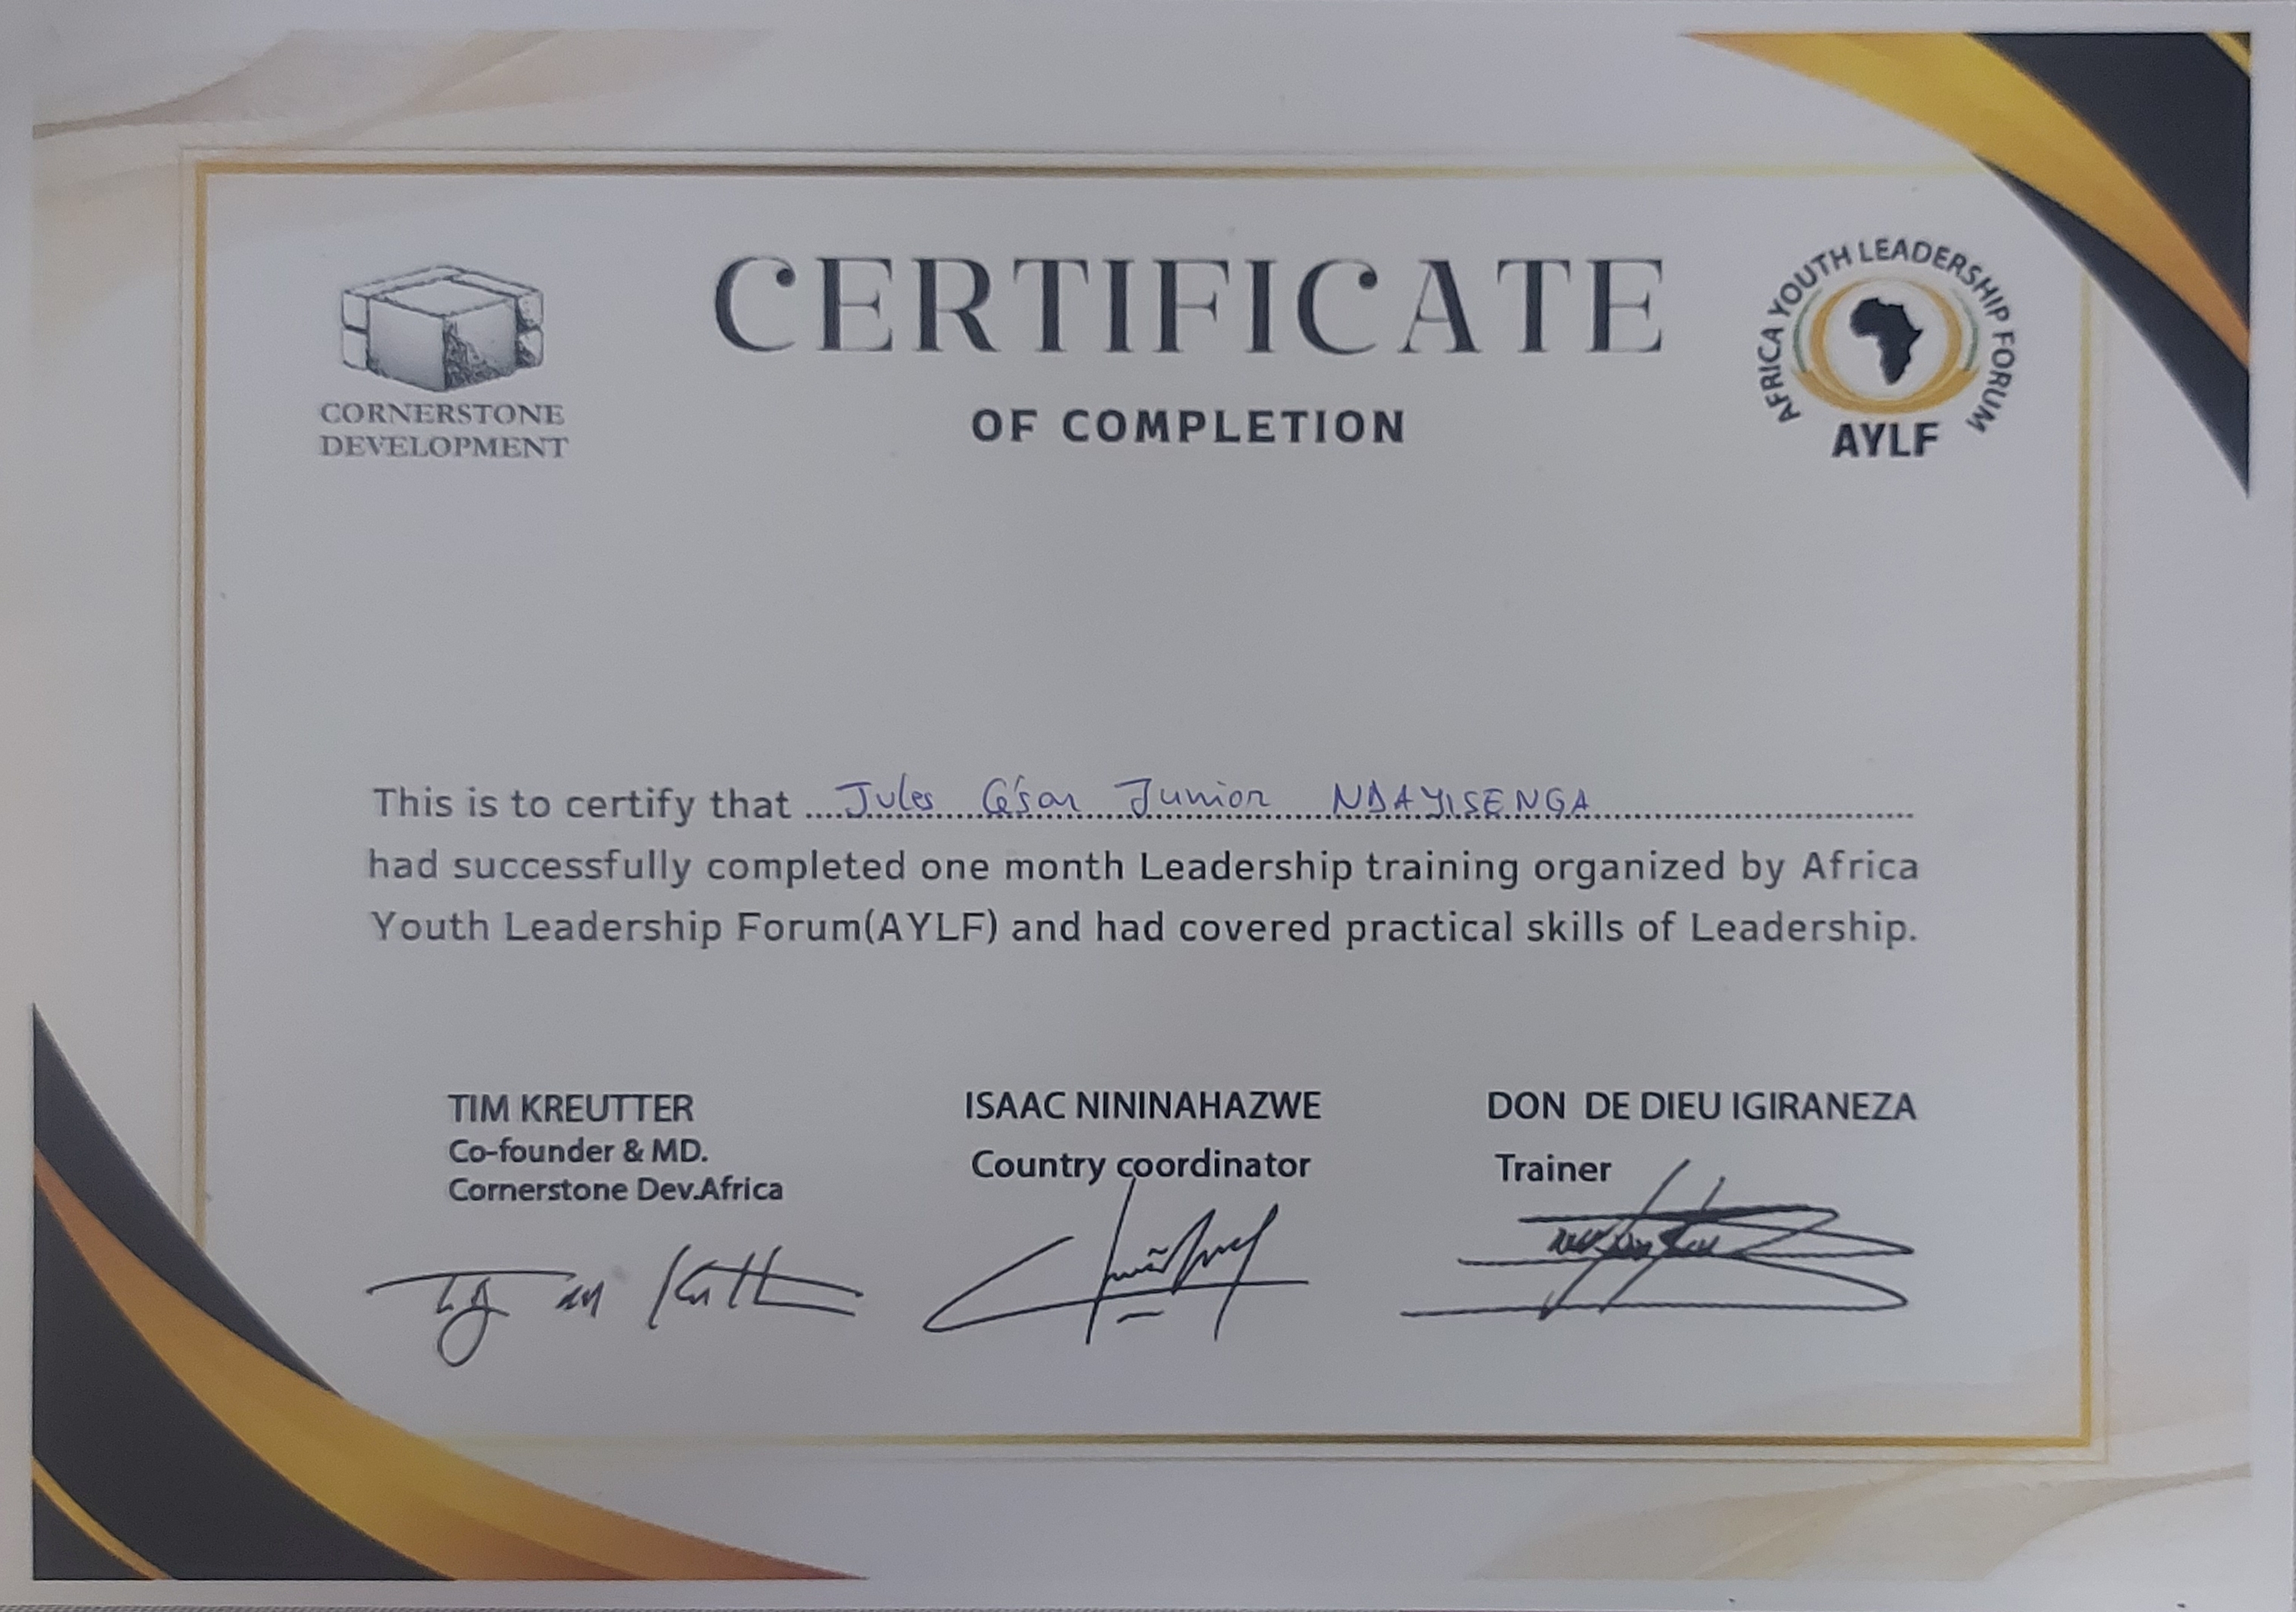 CERTIFICATE
OF COMPLETION
CORNERSTONE
DEVELOPMENT
AFRICA YOUTH LEADERSHIP FORUM
AYLF
This is to certify that Jules César Junior NDAYISENGA
had successfully completed one month Leadership training organized by Africa
Youth Leadership Forum(AYLF) and had covered practical skills of Leadership.
TIM KREUTTER
Co-founder & MD.
Cornerstone Dev.Africa
ISAAC NININAHAZWE
Country coordinator
DON DE DIEU IGIRANEZA
Trainer